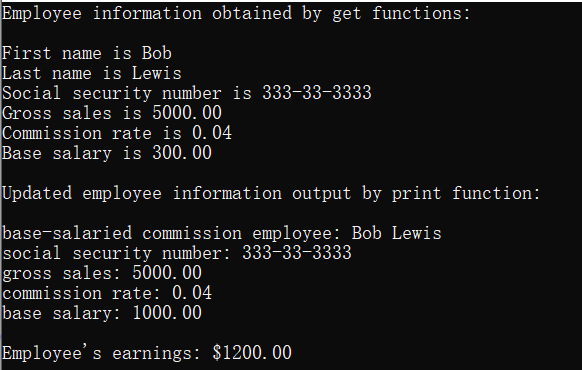 Employee information obtained by get functions:
First name is Bob
Last name is Lewis
Social security number is 333-33-3333
Gross sales is 5000.00
Commission rate is 0.04
Base salary is 300.00
Updated employee information output by print function:
base-salaried commission employee: Bob Lewis
social security number: 333-33-3333
gross sales: 5000.00
commission rate: 0.04
base salary: 1000.00
Employee's earnings: $1200.00